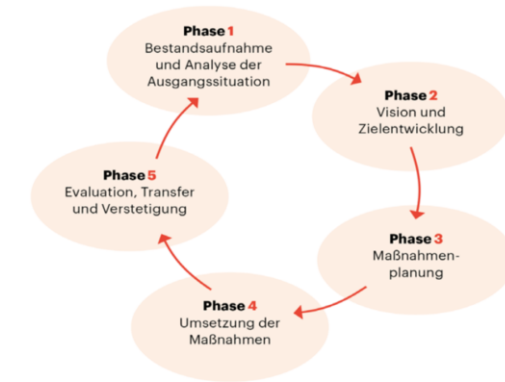 Phase 1
Bestandsaufnahme
und Analyse der
Ausgangssituation
Phase 2
Vision und
Zielentwicklung
Phase 3
Maßnahmen-
planung
Phase 4
Umsetzung der
Maßnahmen
Phase 5
Evaluation, Transfer
und Verstetigung